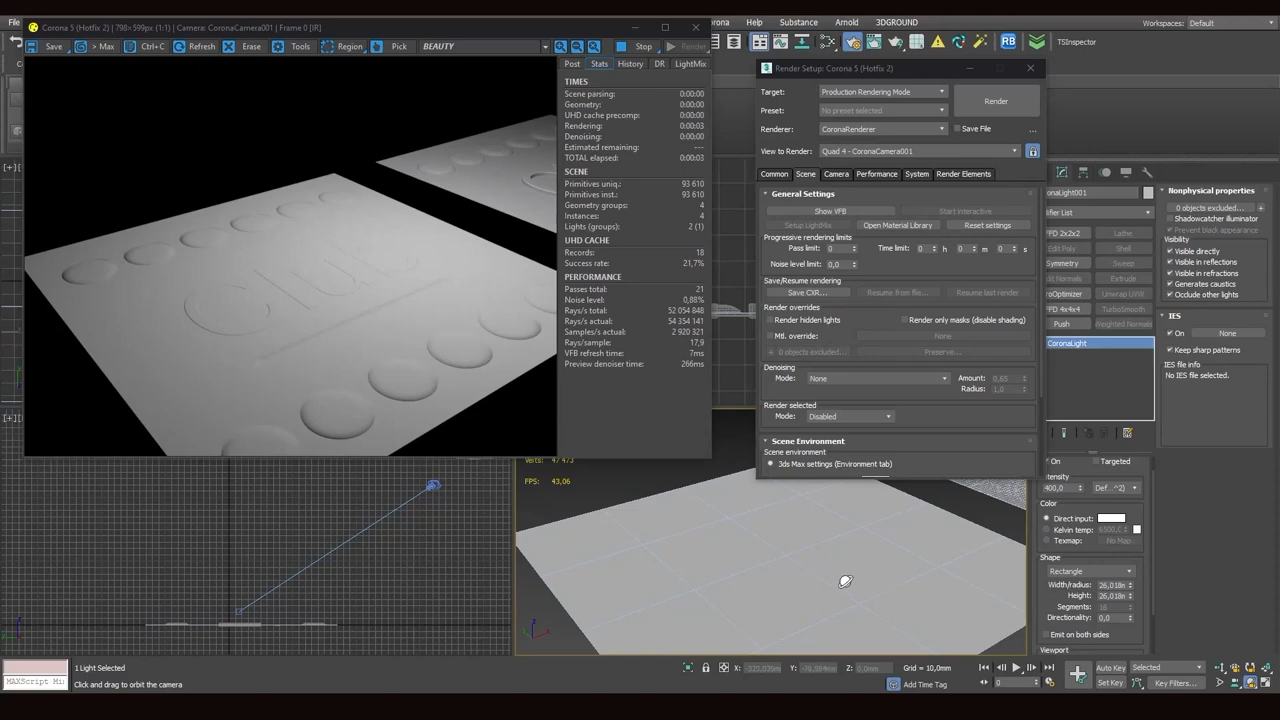 File
Corona 5 (Hotfix 2) | 798×599px (1:1) | Camera: CoronaCamera001 | Frame 0 [IR]
orona Help Substance Arnold 3DGROUND Workspaces: Default
Save > Max Ctrl+C Refresh Erase Tools Region Pick BEAUTY Stop Render
RB TSInspector
Post Stats History DR LightMix
TIMES
Scene parsing: 0:00:00
Geometry: 0:00:00
UHD cache precomp: 0:00:00
Rendering: 0:00:03
Denoising: 0:00:00
Estimated remaining: ---
TOTAL elapsed: 0:00:03
SCENE
Primitives uniq.: 93 610
Primitives inst.: 93 610
Geometry groups: 4
Instances: 4
Lights (groups): 2 (1)
UHD CACHE
Records: 18
Success rate: 21,7%
PERFORMANCE
Passes total: 21
Noise level: 0,88%
Rays/s total: 52 054 848
Rays/s actual: 54 354 141
Samples/s actual: 2 920 321
Rays/sample: 17,9
VFB refresh time: 7ms
Preview denoiser time: 266ms
Render Setup: Corona 5 (Hotfix 2)
Target: Production Rendering Mode
Render
Preset: No preset selected
Renderer: CoronaRenderer Save File ...
View to Render: Quad 4 - CoronaCamera001
Common Scene Camera Performance System Render Elements
General Settings
Show VFB Start interactive
Setup LightMix Open Material Library Reset settings
Progressive rendering limits
Pass limit: 0 Time limit: 0 h 0 m 0 s
Noise level limit: 0,0
Save/Resume rendering
Save CXR... Resume from file... Resume last render
Render overrides
Render hidden lights Render only masks (disable shading)
Mtl. override: None
0 objects excluded... Preserve...
Denoising
Mode: None Amount: 0,65
Radius: 1,0
Render selected
Mode: Disabled
Scene Environment
Scene environment
3ds Max settings (Environment tab)
onaLight001
ifier List
FD 2x2x2 Lathe
Edit Poly Shell
Symmetry Extrude
Edit Normals Unwrap UVW
roOptimizer TurboSmooth
FFD 4x4x4
Push Weighted Normals
CoronaLight
Nonphysical properties
0 objects excluded...
Shadowcatcher illuminator
Prevent black appearance
Visibility
Visible directly
Visible in reflections
Visible in refractions
Generates caustics
Occlude other lights
IES
On None
Keep sharp patterns
IES file info
No IES file selected.
On Targeted
Intensity
400,0 Def...^2)
Color
Direct input:
Kelvin temp: 6500,
Texmap: No Map
Shape
Rectangle
Width/radius: 26,018n
Height: 26,018n
Segments: 16
Directionality: 0,0
Emit on both sides
Viewport
[+]
[+]
Verts: 47 473
FPS: 43,06
z
x
MAXScript Mi
1 Light Selected
Click and drag to orbit the camera
X: Y: Z: 0,0mm Grid = 10,0mm
Add Time Tag
0
Auto Key Selected
Set Key Key Filters...